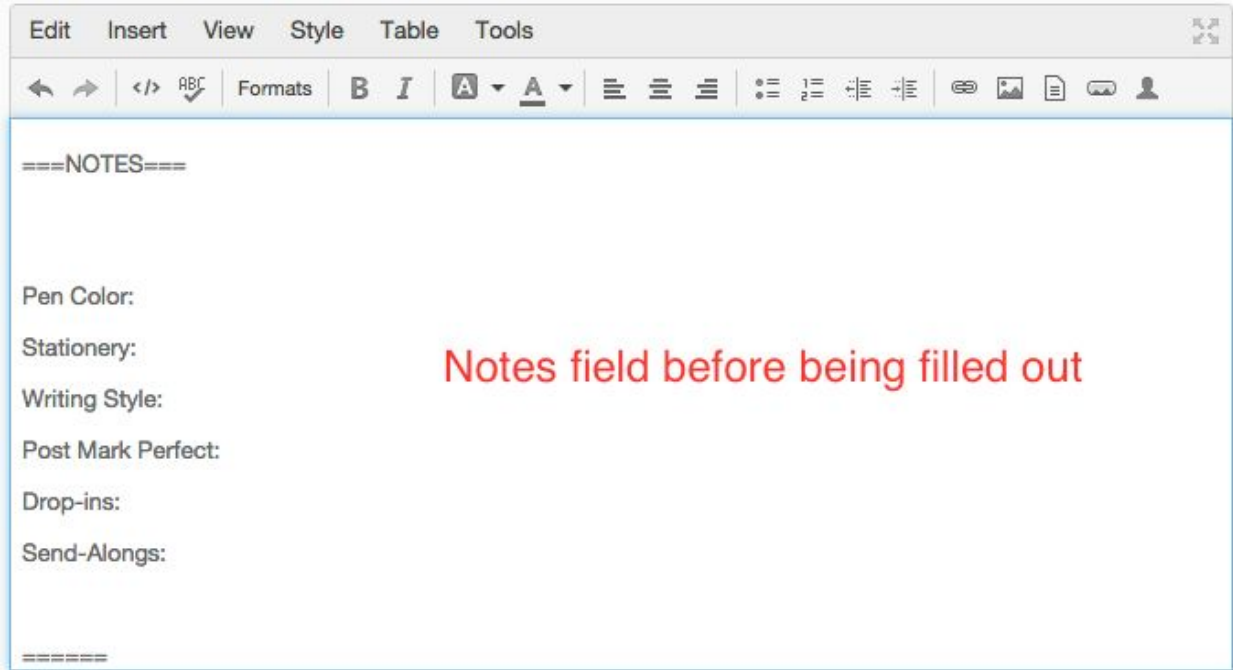 Edit Insert View Style Table Tools
</> ABC Formats B I A A
===NOTES===
Pen Color:
Stationery:
Notes field before being filled out
Writing Style:
Post Mark Perfect:
Drop-ins:
Send-Alongs:
======